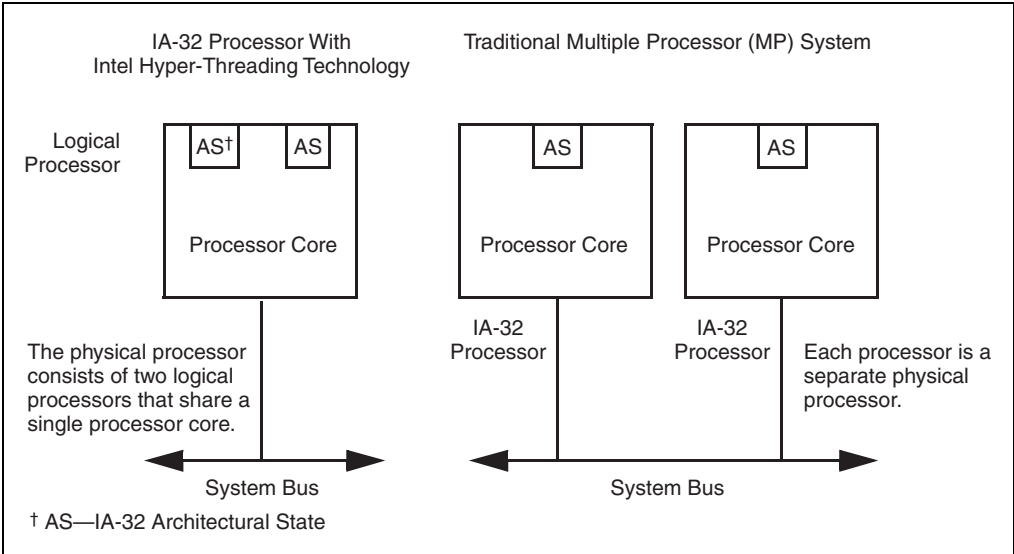 IA-32 Processor With
Intel Hyper-Threading Technology
Traditional Multiple Processor (MP) System
Logical
Processor
AS†
AS
AS
AS
Processor Core
Processor Core
Processor Core
IA-32
Processor
IA-32
Processor
The physical processor
consists of two logical
processors that share a
single processor core.
Each processor is a
separate physical
processor.
System Bus
System Bus
† AS—IA-32 Architectural State